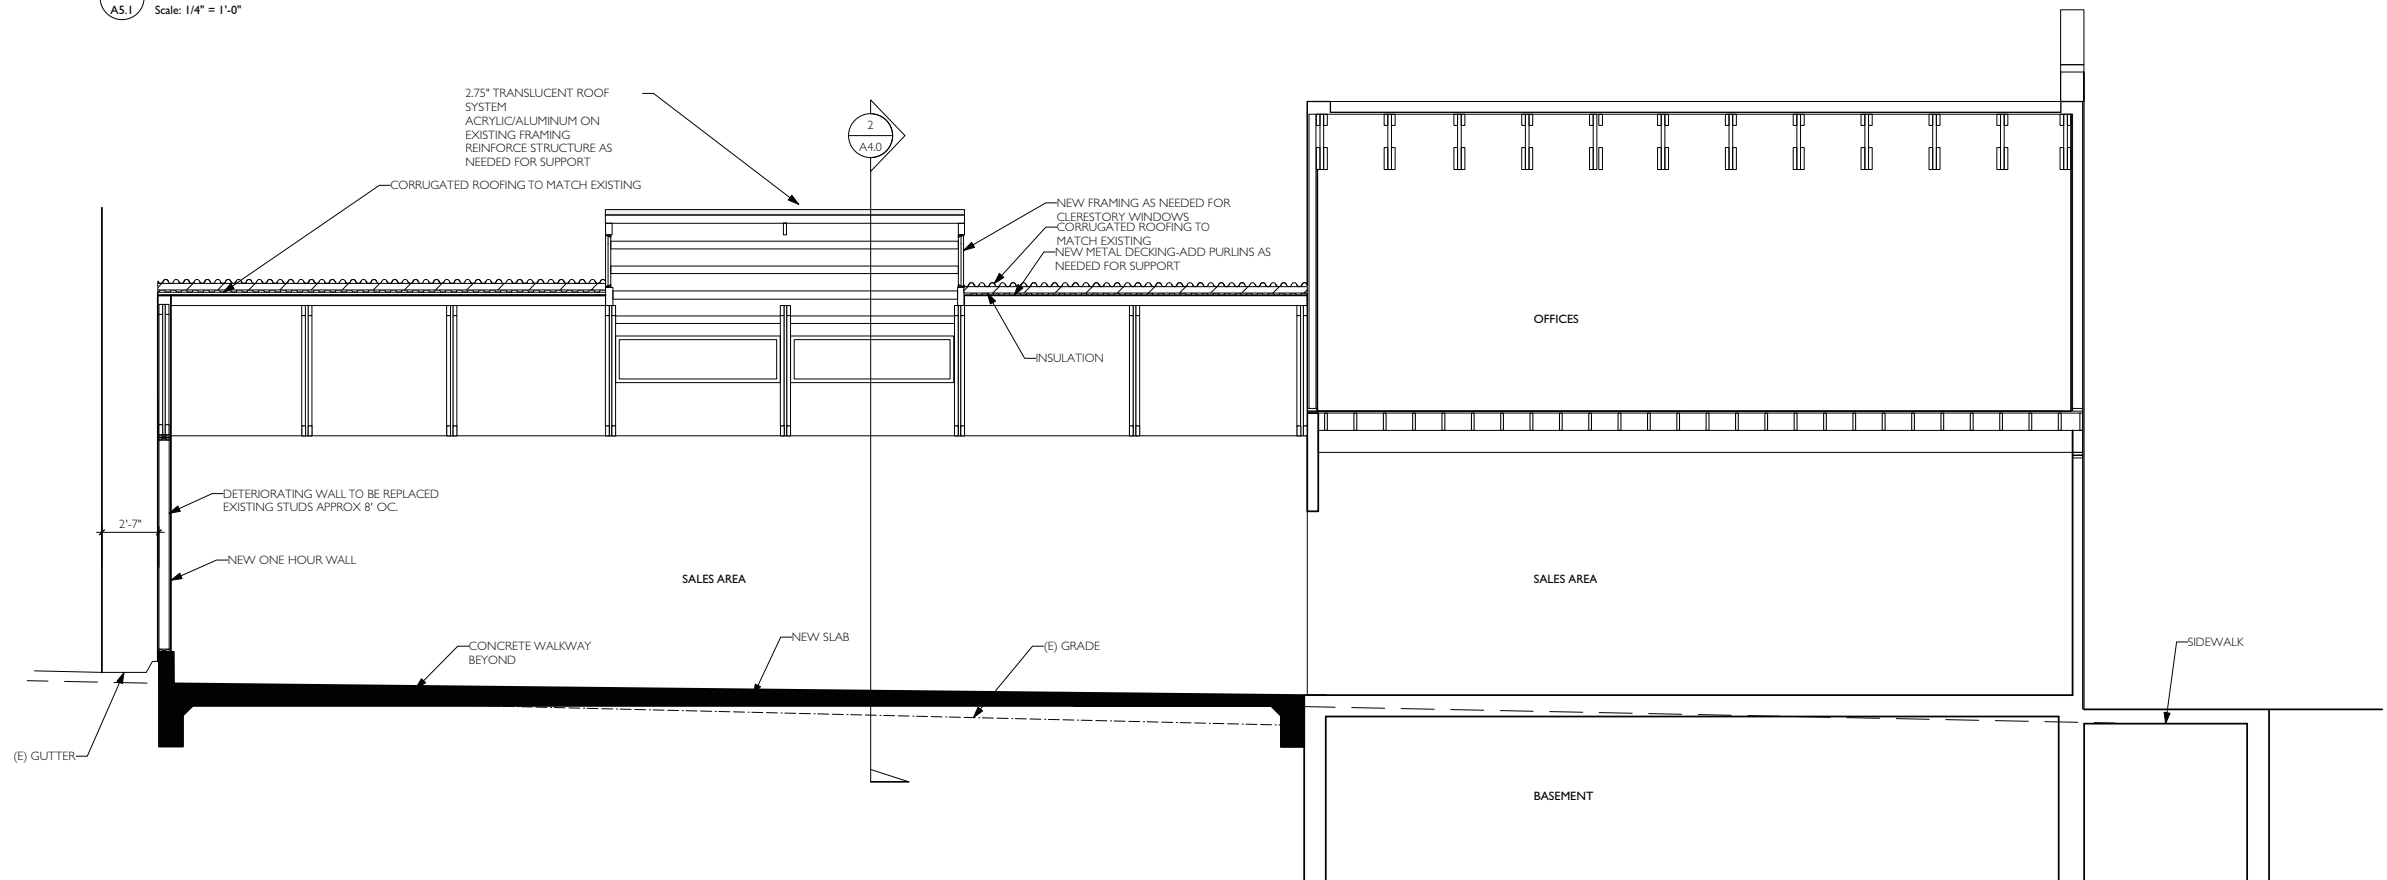 A5.1
Scale: 1/4" = 1'-0"
2.75" TRANSLUCENT ROOF
SYSTEM
ACRYLIC/ALUMINUM ON
EXISTING FRAMING
REINFORCE STRUCTURE AS
NEEDED FOR SUPPORT
CORRUGATED ROOFING TO MATCH EXISTING
2
A4.0
NEW FRAMING AS NEEDED FOR
CLERESTORY WINDOWS
CORRUGATED ROOFING TO
MATCH EXISTING
NEW METAL DECKING-ADD PURLINS AS
NEEDED FOR SUPPORT
INSULATION
OFFICES
DETERIORATING WALL TO BE REPLACED
EXISTING STUDS APPROX 8' OC.
2'-7"
NEW ONE HOUR WALL
SALES AREA
SALES AREA
CONCRETE WALKWAY
BEYOND
NEW SLAB
(E) GRADE
SIDEWALK
(E) GUTTER
BASEMENT